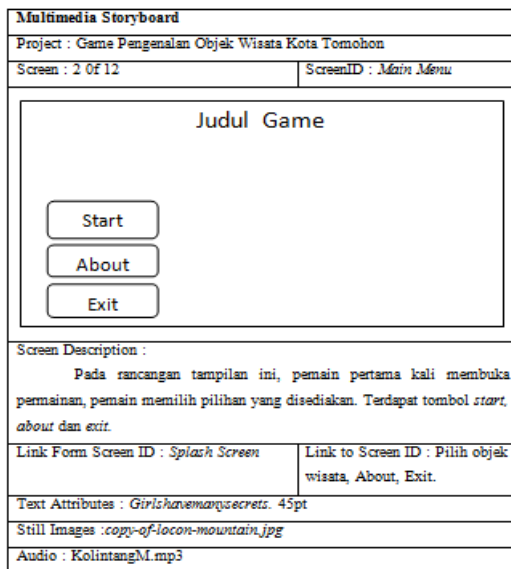 Multimedia Storyboard
Project : Game Pengenalan Objek Wisata Kota Tomohon
Screen : 2 0f 12
ScreenID : Main Menu
Judul Game
Start
About
Exit
Screen Description :
Pada rancangan tampilan ini, pemain pertama kali membuka
permainan, pemain memilih pilihan yang disediakan. Terdapat tombol start,
about dan exit.
Link Form Screen ID : Splash Screen
Link to Screen ID : Pilih objek
wisata, About, Exit.
Text Attributes : Girlshavemanysecrets. 45pt
Still Images :copy-of-locon-mountain.jpg
Audio : KolintangM.mp3